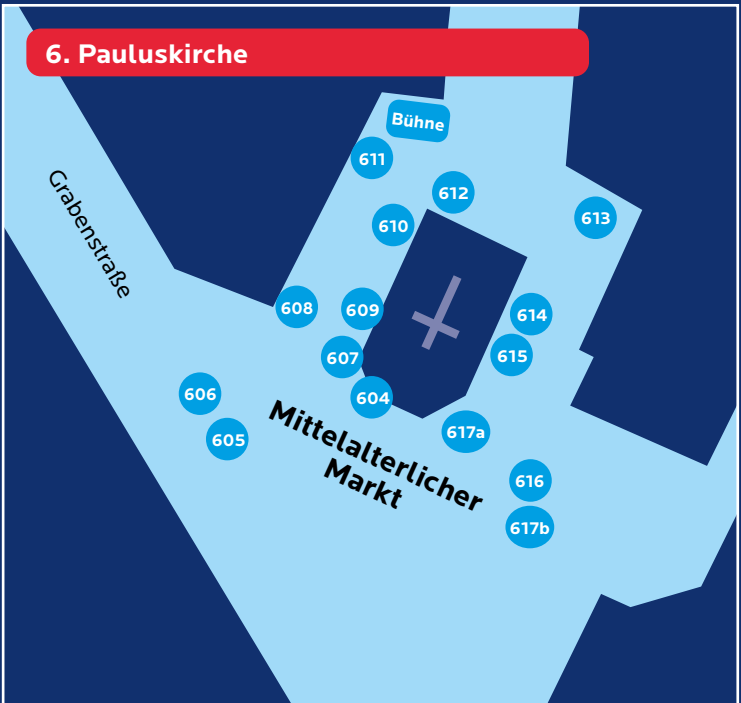 6. Pauluskirche
Bühne
611
612
613
610
Grabenstraße
608
609
614
607
615
606
604
605
617a
Mittelalterlicher
Markt
616
617b